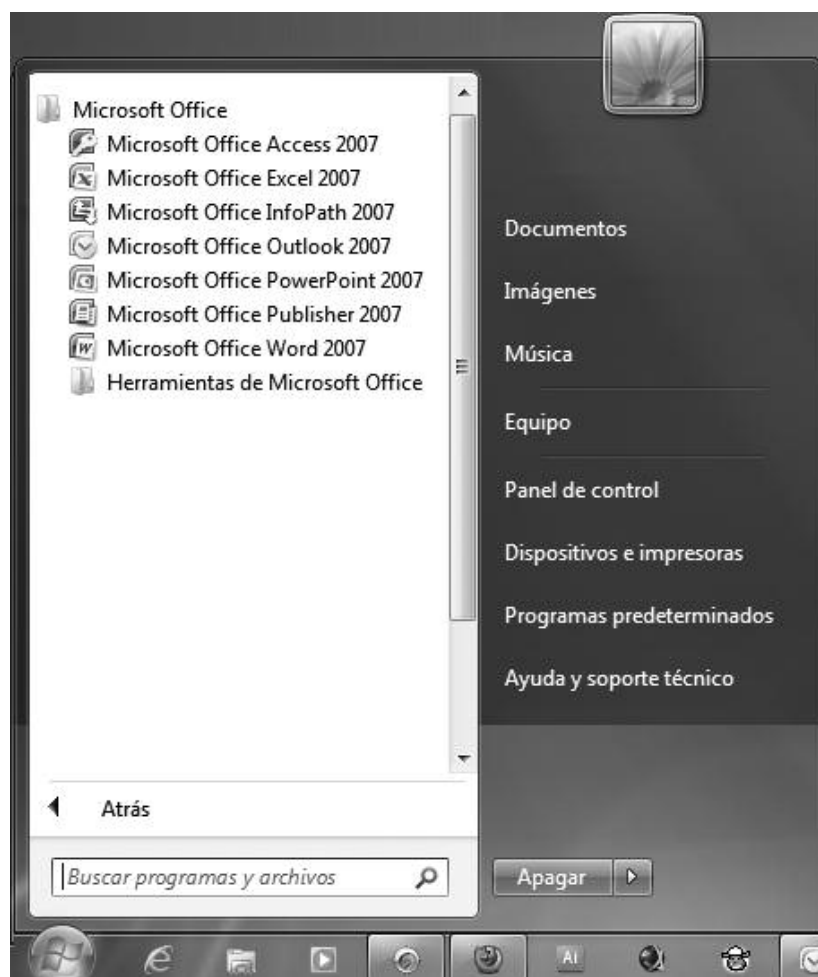 Microsoft Office
Microsoft Office Access 2007
Microsoft Office Excel 2007
Microsoft Office InfoPath 2007
Microsoft Office Outlook 2007
Microsoft Office PowerPoint 2007
Microsoft Office Publisher 2007
Microsoft Office Word 2007
Herramientas de Microsoft Office
Atrás
Buscar programas y archivos
Documentos
Imágenes
Música
Equipo
Panel de control
Dispositivos e impresoras
Programas predeterminados
Ayuda y soporte técnico
Apagar
Ai